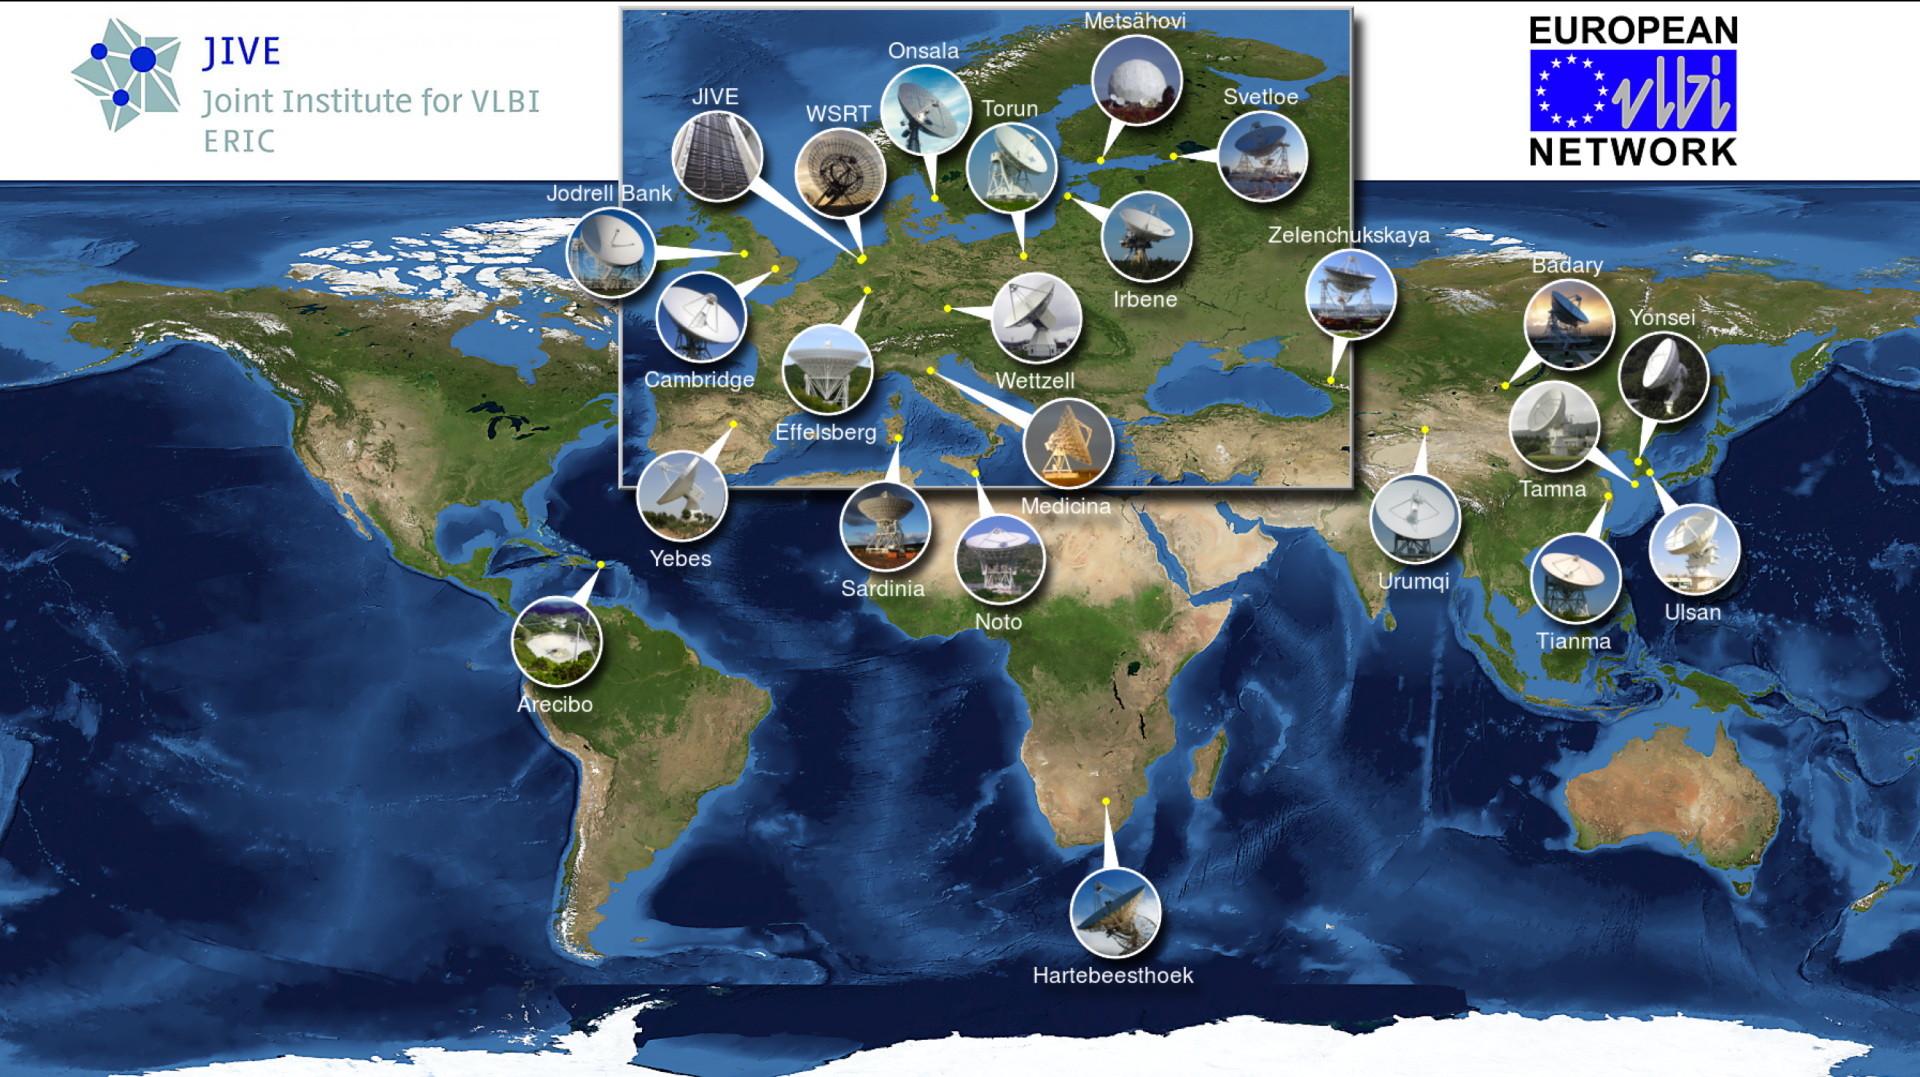 JIVE
Joint Institute for VLBI
ERIC
EUROPEAN
vlbi
NETWORK
Metsähovi
Onsala
JIVE
WSRT
Torun
Svetloe
Jodrell Bank
Zelenchukskaya
Badary
Irbene
Yonsei
Cambridge
Wettzell
Effelsberg
Tamna
Medicina
Yebes
Sardinia
Noto
Urumqi
Ulsan
Tianma
Arecibo
Hartebeesthoek